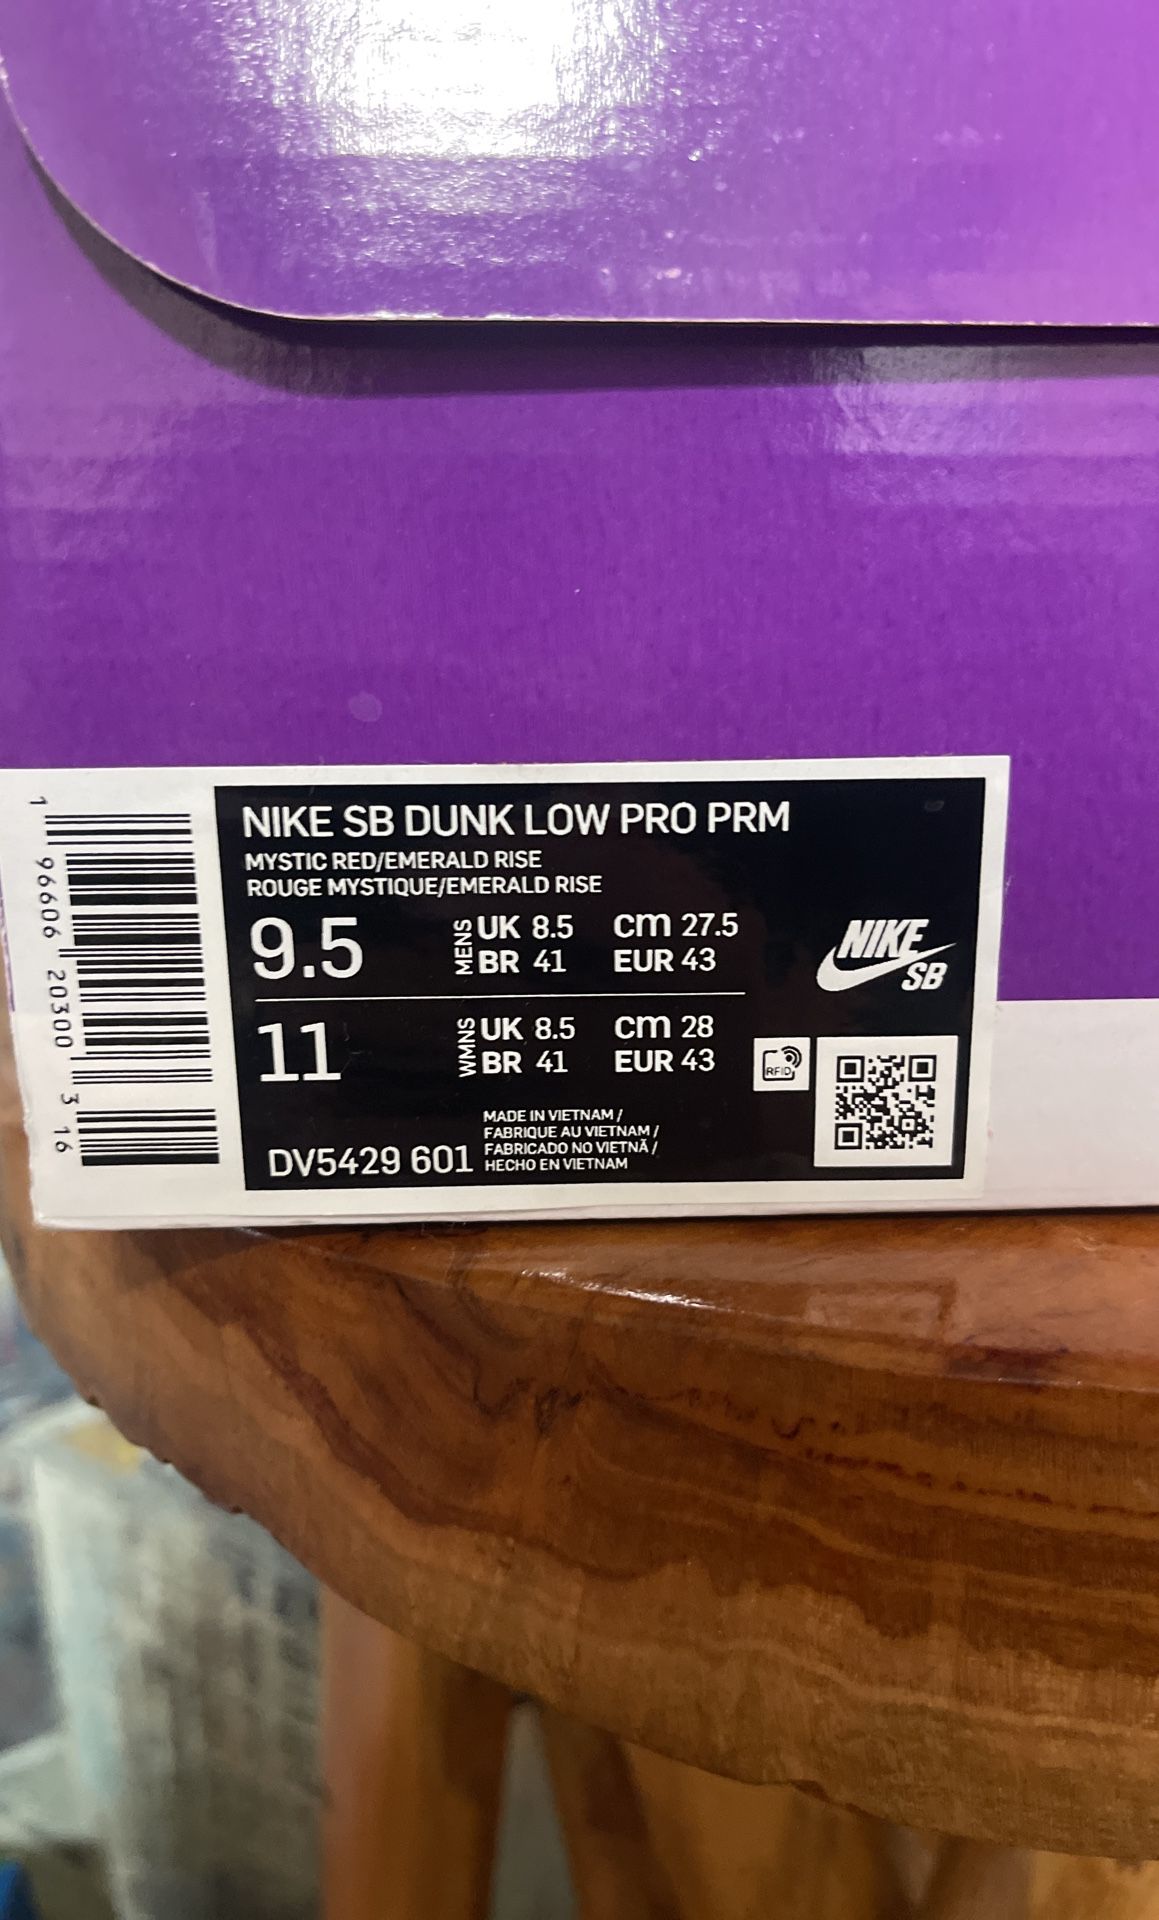 1 96606 20300 3 16
NIKE SB DUNK LOW PRO PRM
MYSTIC RED/EMERALD RISE
ROUGE MYSTIQUE/EMERALD RISE
9.5 MENS UK 8.5 cm 27.5
BR 41 EUR 43
NIKE
SB
11 WMNS UK 8.5 cm 28
BR 41 EUR 43
RFID
MADE IN VIETNAM /
FABRIQUE AU VIETNAM /
FABRICADO NO VIETNÃ /
HECHO EN VIETNAM
DV5429 601